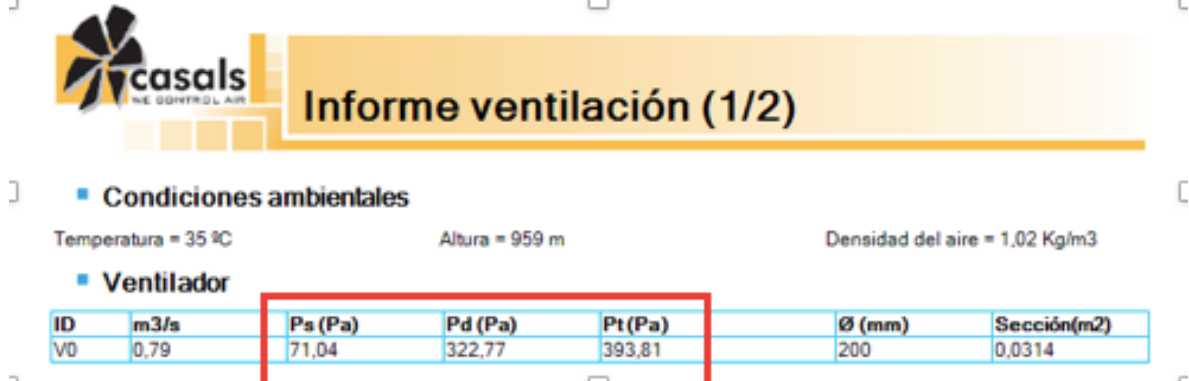 casals
WE CONTROL AIR
Informe ventilación (1/2)
Condiciones ambientales
Temperatura = 35 ºC Altura = 959 m Densidad del aire = 1,02 Kg/m3
Ventilador
ID m3/s Ps (Pa) Pd (Pa) Pt (Pa) Ø (mm) Sección(m2)
V0 0,79 71,04 322,77 393,81 200 0,0314